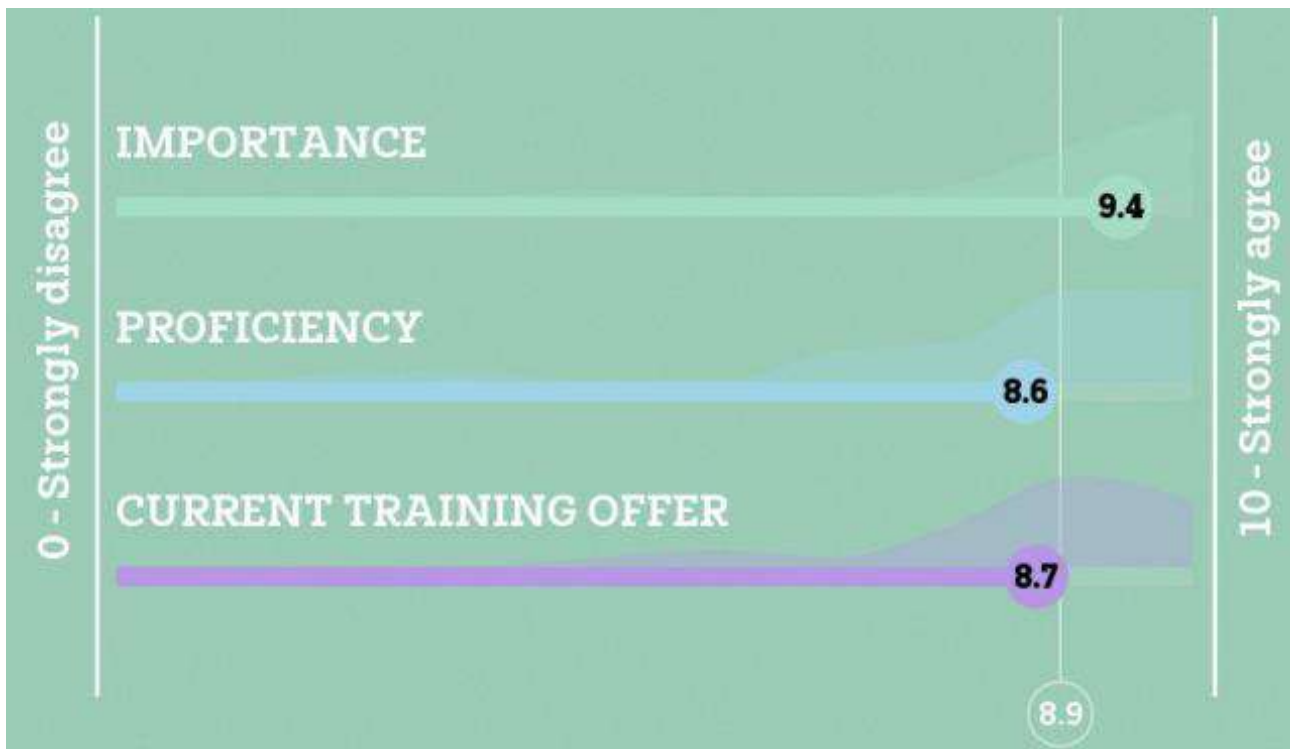 0 - Strongly disagree
IMPORTANCE
9.4
PROFICIENCY
8.6
CURRENT TRAINING OFFER
8.7
8.9
10 - Strongly agree